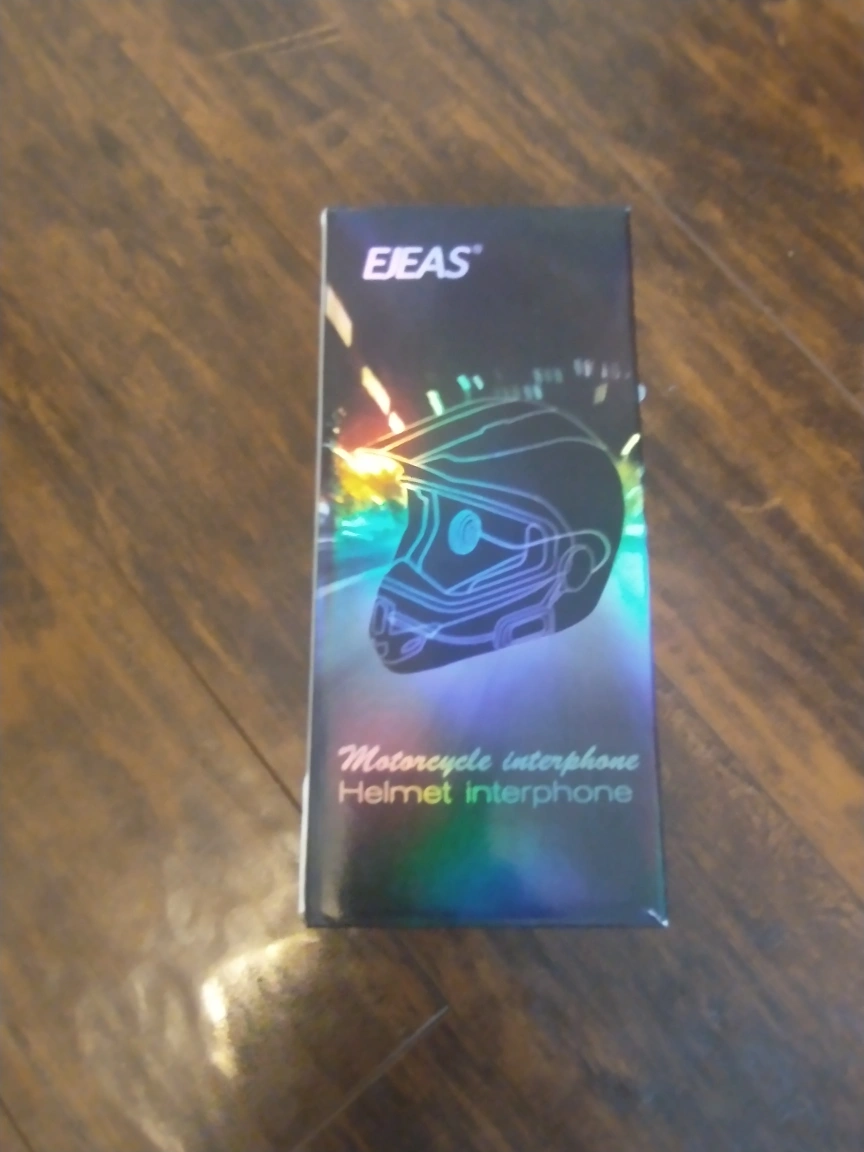 EJEAS®
Motorcycle interphone
Helmet interphone